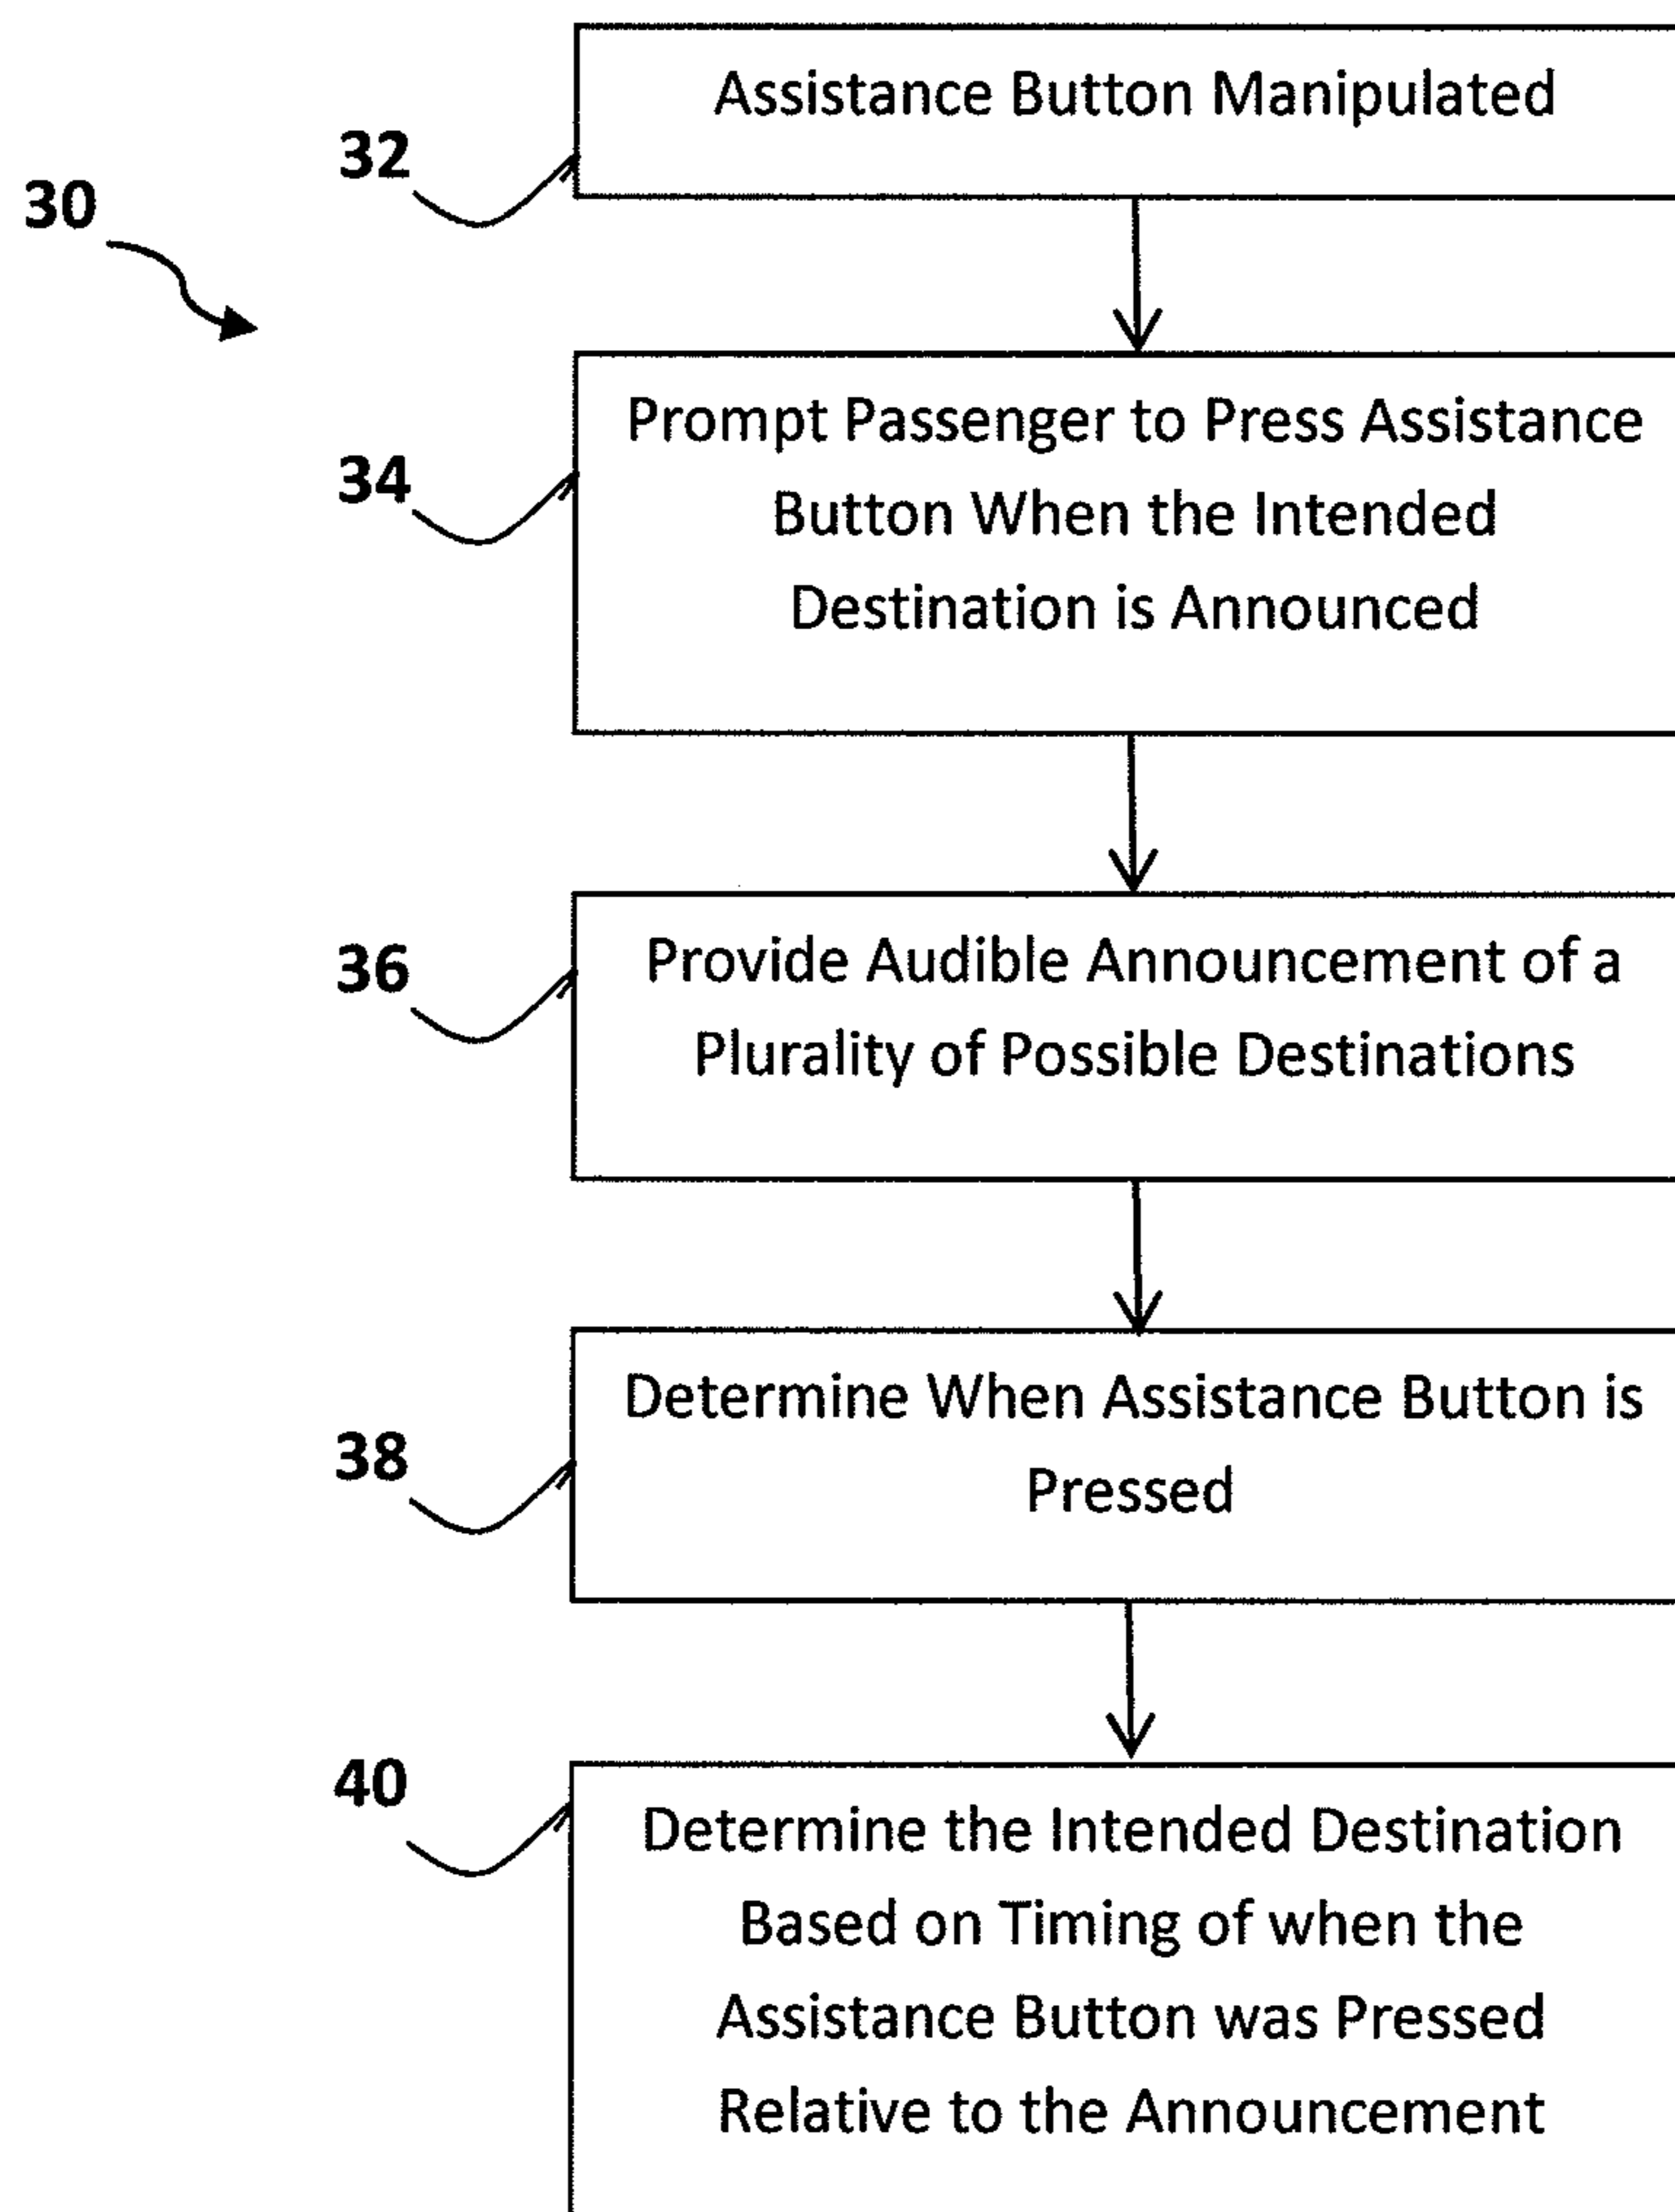 Assistance Button Manipulated
32
30
Prompt Passenger to Press Assistance
Button When the Intended
Destination is Announced
34
Provide Audible Announcement of a
Plurality of Possible Destinations
36
Determine When Assistance Button is
Pressed
38
40
Determine the Intended Destination
Based on Timing of when the
Assistance Button was Pressed
Relative to the Announcement